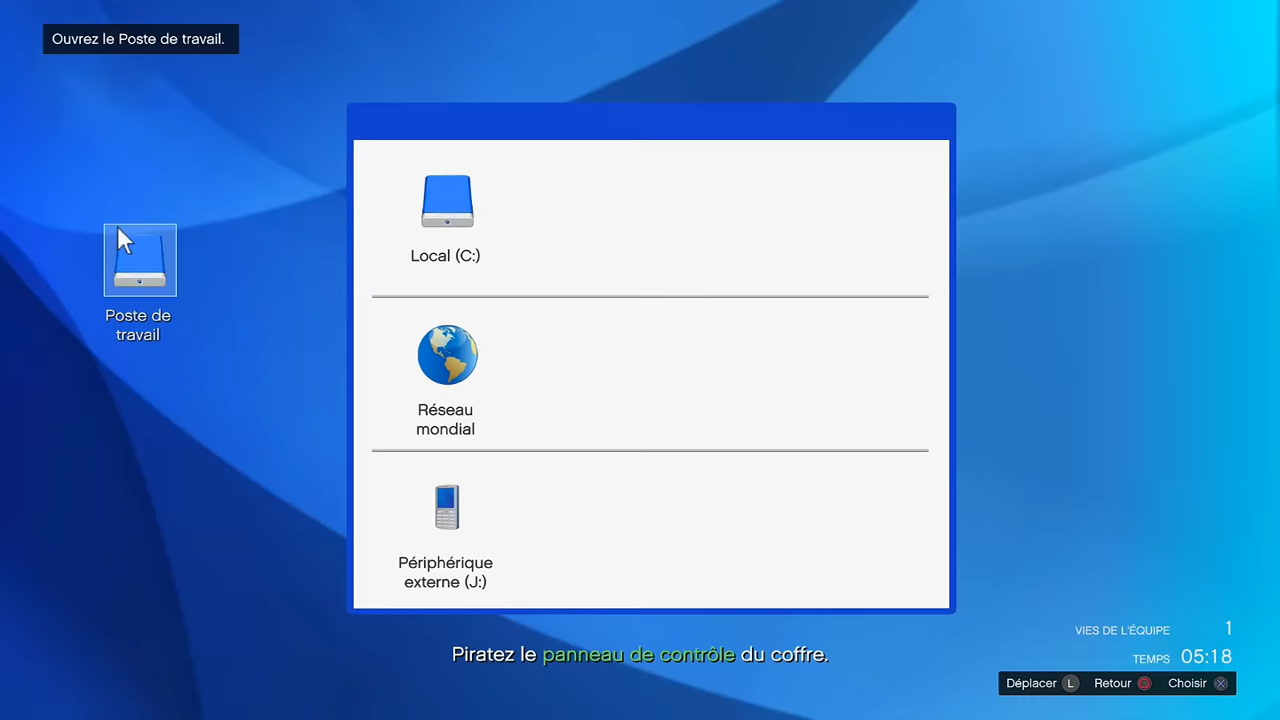 Ouvrez le Poste de travail.
Local (C:)
Poste de
travail
Réseau
mondial
Périphérique
externe (J:)
Piratez le panneau de contrôle du coffre.
VIES DE L'ÉQUIPE 1
TEMPS 05:18
Déplacer L Retour Choisir